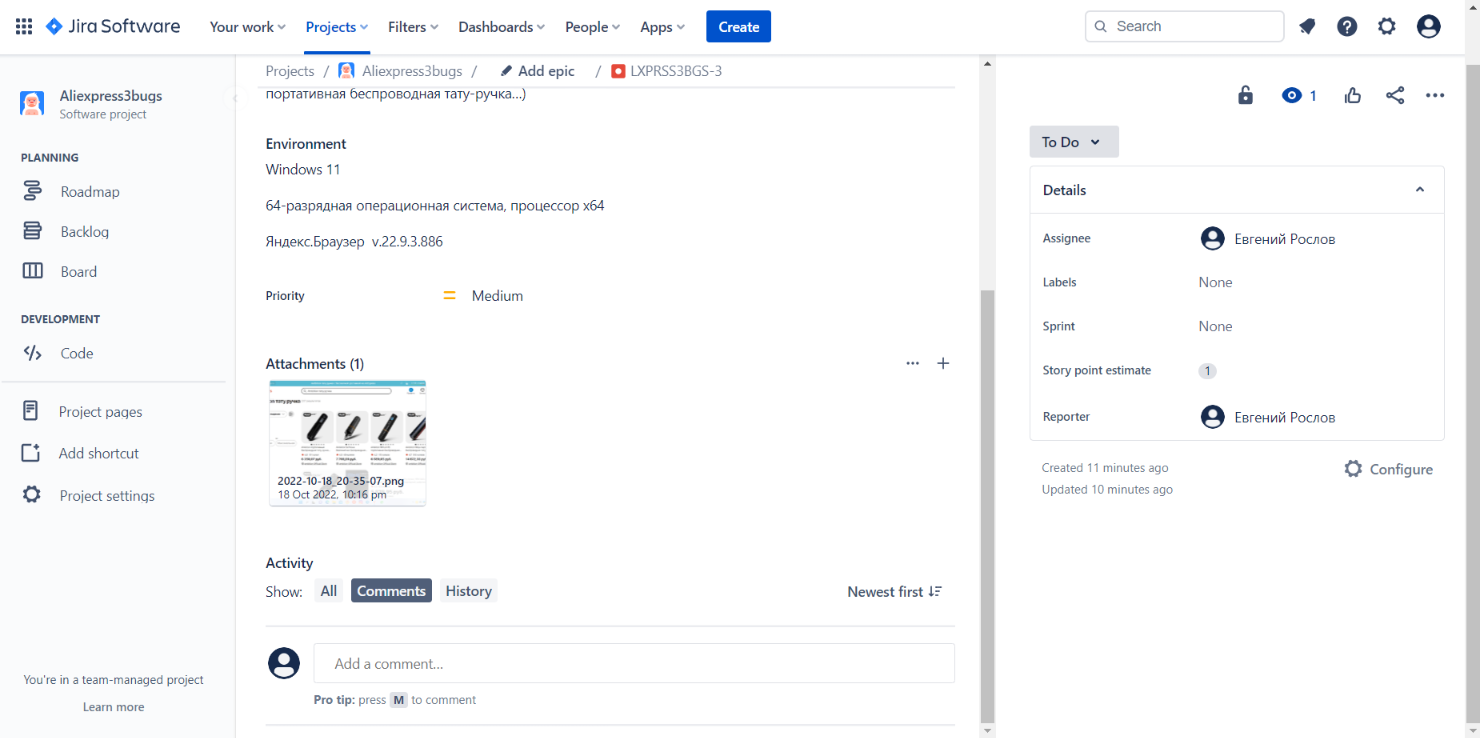 Jira Software
Your work
Projects
Filters
Dashboards
People
Apps
Create
Search
Aliexpress3bugs
Software project
PLANNING
Roadmap
Backlog
Board
DEVELOPMENT
Code
Project pages
Add shortcut
Project settings
You're in a team-managed project
Learn more
Projects / Aliexpress3bugs / Add epic / LXPRSS3BGS-3
портативная беспроводная тату-ручка...)
Environment
Windows 11
64-разрядная операционная система, процессор x64
Яндекс.Браузер v.22.9.3.886
Priority
Medium
Attachments (1)
2022-10-18_20-35-07.png
18 Oct 2022, 10:16 pm
Activity
Show: All Comments History
Newest first
Add a comment...
Pro tip: press M to comment
1
To Do
Details
Assignee
Евгений Рослов
Labels
None
Sprint
None
Story point estimate
1
Reporter
Евгений Рослов
Created 11 minutes ago
Updated 10 minutes ago
Configure